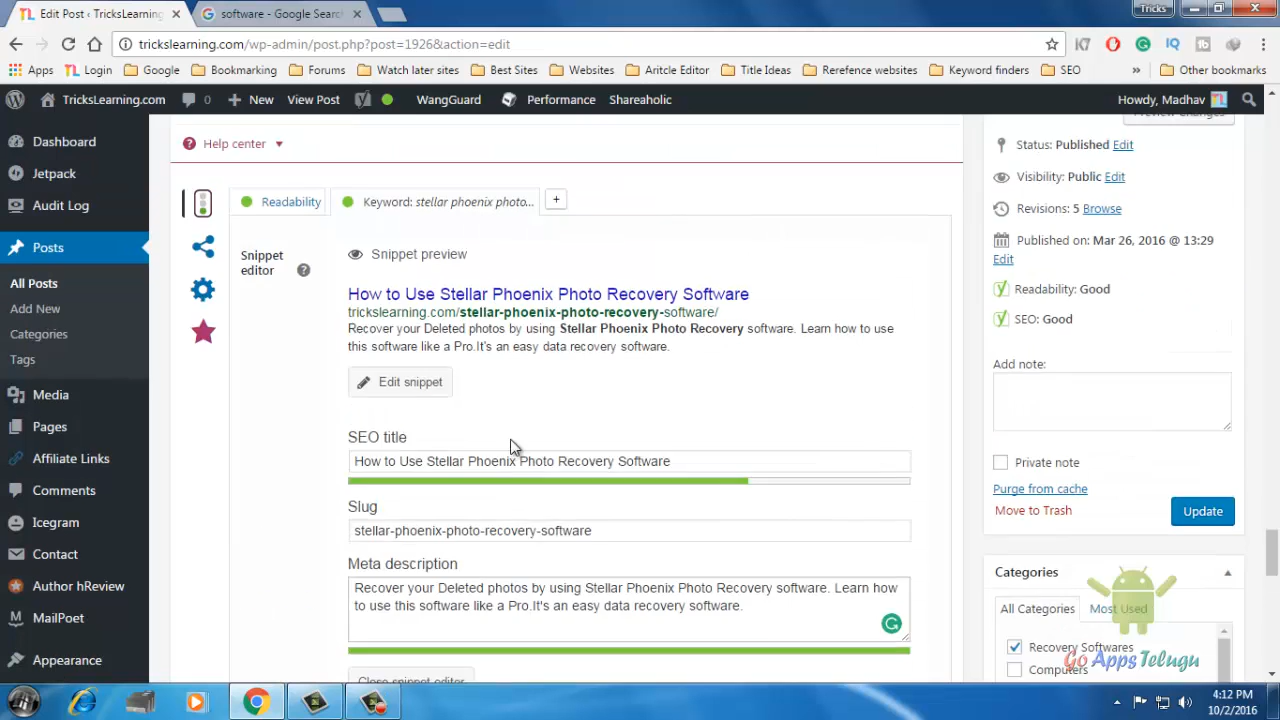 Edit Post ‹ TricksLearning
software - Google Search
Tricks
trickslearning.com/wp-admin/post.php?post=1926&action=edit
Apps
Login
Google
Bookmarking
Forums
Watch later sites
Best Sites
Websites
Aritcle Editor
Title Ideas
Rerefence websites
Keyword finders
SEO
»
Other bookmarks
TricksLearning.com
0
New
View Post
WangGuard
Performance
Shareaholic
Howdy, Madhav
Dashboard
Jetpack
Audit Log
Posts
All Posts
Add New
Categories
Tags
Media
Pages
Affiliate Links
Comments
Icegram
Contact
Author hReview
MailPoet
Appearance
Help center
Readability
Keyword: stellar phoenix photo...
+
Snippet
editor
Snippet preview
How to Use Stellar Phoenix Photo Recovery Software
trickslearning.com/stellar-phoenix-photo-recovery-software/
Recover your Deleted photos by using Stellar Phoenix Photo Recovery software. Learn how to use
this software like a Pro.It's an easy data recovery software.
Edit snippet
SEO title
How to Use Stellar Phoenix Photo Recovery Software
Slug
stellar-phoenix-photo-recovery-software
Meta description
Recover your Deleted photos by using Stellar Phoenix Photo Recovery software. Learn how
to use this software like a Pro.It's an easy data recovery software.
Close snippet editor
Preview Changes
Status: Published Edit
Visibility: Public Edit
Revisions: 5 Browse
Published on: Mar 26, 2016 @ 13:29
Edit
Readability: Good
SEO: Good
Add note:
Private note
Purge from cache
Move to Trash
Update
Categories
All Categories
Most Used
Recovery Softwares
Computers
Go Apps Telugu
4:12 PM
10/2/2016